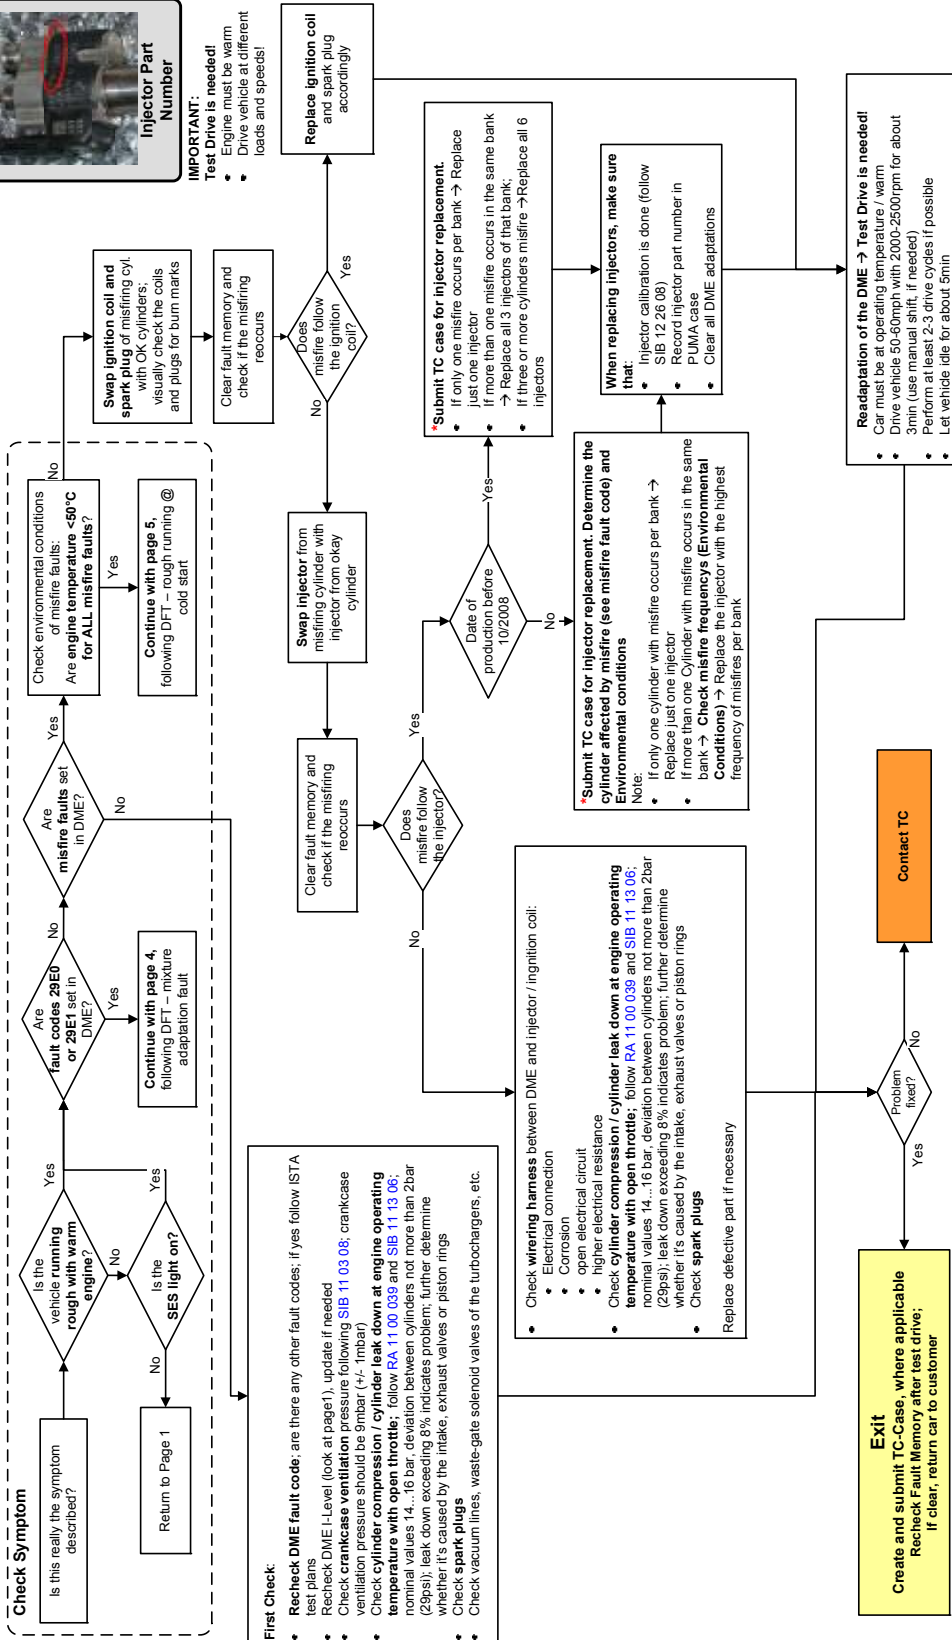 Check Symptom
Is this really the symptom
described?
Is the
vehicle running
rough with warm
engine?
Yes
No
Is the
SES light on?
Yes
No
Return to Page 1
Are
fault codes 29E0
or 29E1 set in
DME?
No
Yes
Continue with page 4,
following DFT – mixture
adaptation fault
Are
misfire faults set
in DME?
Yes
No
Check environmental conditions
of misfire faults:
Are engine temperature <50°C
for ALL misfire faults?
No
Yes
Continue with page 5,
following DFT – rough running @
cold start
Swap ignition coil and
spark plug of misfiring cyl.
with OK cylinders;
visually check the coils
and plugs for burn marks
Clear fault memory and
check if the misfiring
reoccurs
Does
misfire follow
the ignition
coil?
No
Yes
Replace ignition coil
and spark plug
accordingly
Injector Part
Number
IMPORTANT:
Test Drive is needed!
• Engine must be warm
• Drive vehicle at different
loads and speeds!
Swap injector from
misfiring cylinder with
injector from okay
cylinder
Clear fault memory and
check if the misfiring
reoccurs
Does
misfire follow
the injector?
No
Yes
Date of
production before
10/2008
Yes
No
*Submit TC case for injector replacement.
• If only one misfire occurs per bank → Replace
just one injector
• If more than one misfire occurs in the same bank
→ Replace all 3 injectors of that bank;
• If three or more cylinders misfire →Replace all 6
injectors
*Submit TC case for injector replacement. Determine the
cylinder affected by misfire (see misfire fault code) and
Environmental conditions
Note:
• If only one cylinder with misfire occurs per bank →
Replace just one injector
• If more than one Cylinder with misfire occurs in the same
bank → Check misfire frequencys (Environmental
Conditions) → Replace the injector with the highest
frequency of misfires per bank
When replacing injectors, make sure
that:
• Injector calibration is done (follow
SIB 12 26 08)
• Record injector part number in
PUMA case
• Clear all DME adaptations
First Check:
• Recheck DME fault code; are there any other fault codes; if yes follow ISTA
test plans
• Recheck DME I-Level (look at page1), update if needed
• Check crankcase ventilation pressure following SIB 11 03 08; crankcase
ventilation pressure should be 9mbar (+/- 1mbar)
• Check cylinder compression / cylinder leak down at engine operating
temperature with open throttle; follow RA 11 00 039 and SIB 11 13 06;
nominal values 14...16 bar, deviation between cylinders not more than 2bar
(29psi); leak down exceeding 8% indicates problem; further determine
whether it's caused by the intake, exhaust valves or piston rings
• Check spark plugs
• Check vacuum lines, waste-gate solenoid valves of the turbochargers, etc.
• Check wirering harness between DME and injector / ingnition coil:
• Electrical connection
• Corrosion
• open electrical circuit
• higher electrical resistance
• Check cylinder compression / cylinder leak down at engine operating
temperature with open throttle; follow RA 11 00 039 and SIB 11 13 06;
nominal values 14...16 bar, deviation between cylinders not more than 2bar
(29psi); leak down exceeding 8% indicates problem; further determine
whether it's caused by the intake, exhaust valves or piston rings
• Check spark plugs
Replace defective part if necessary
Readaptation of the DME → Test Drive is needed!
• Car must be at operating temperature / warm
• Drive vehicle 50-60mph with 2000-2500rpm for about
3min (use manual shift, if needed)
• Perform at least 2-3 drive cycles if possible
• Let vehicle idle for about 5min
Problem
fixed?
Yes
No
Contact TC
Exit
Create and submit TC-Case, where applicable
Recheck Fault Memory after test drive;
If clear, return car to customer